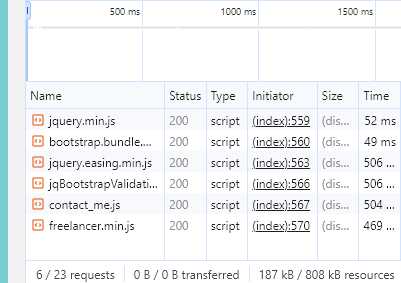 500 ms 1000 ms 1500 ms
Name Status Type Initiator Size Time
jquery.min.js 200 script (index):559 (dis... 52 ms
bootstrap.bundle.... 200 script (index):560 (dis... 49 ms
jquery.easing.min.js 200 script (index):563 (dis... 506 ...
jqBootstrapValidati... 200 script (index):566 (dis... 506 ...
contact_me.js 200 script (index):567 (dis... 504 ...
freelancer.min.js 200 script (index):570 (dis... 469 ...
6 / 23 requests 0 B / 0 B transferred 187 kB / 808 kB resources